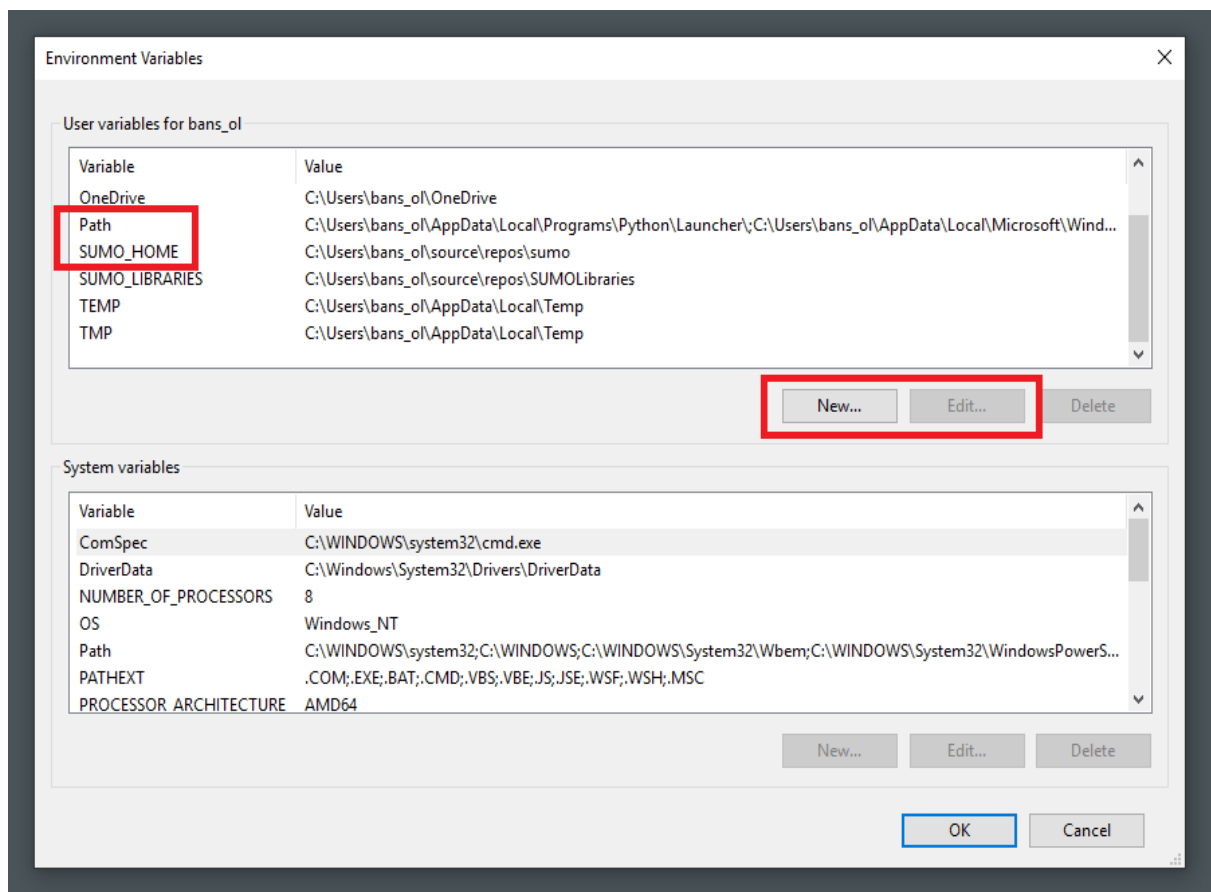 Environment Variables
User variables for bans_ol
Variable Value
OneDrive C:\Users\bans_ol\OneDrive
Path C:\Users\bans_ol\AppData\Local\Programs\Python\Launcher\;C:\Users\bans_ol\AppData\Local\Microsoft\Wind...
SUMO_HOME C:\Users\bans_ol\source\repos\sumo
SUMO_LIBRARIES C:\Users\bans_ol\source\repos\SUMOLibraries
TEMP C:\Users\bans_ol\AppData\Local\Temp
TMP C:\Users\bans_ol\AppData\Local\Temp
New... Edit... Delete
System variables
Variable Value
ComSpec C:\WINDOWS\system32\cmd.exe
DriverData C:\Windows\System32\Drivers\DriverData
NUMBER_OF_PROCESSORS 8
OS Windows_NT
Path C:\WINDOWS\system32;C:\WINDOWS;C:\WINDOWS\System32\Wbem;C:\WINDOWS\System32\WindowsPowerS...
PATHEXT .COM;.EXE;.BAT;.CMD;.VBS;.VBE;.JS;.JSE;.WSF;.WSH;.MSC
PROCESSOR_ARCHITECTURE AMD64
New... Edit... Delete
OK Cancel